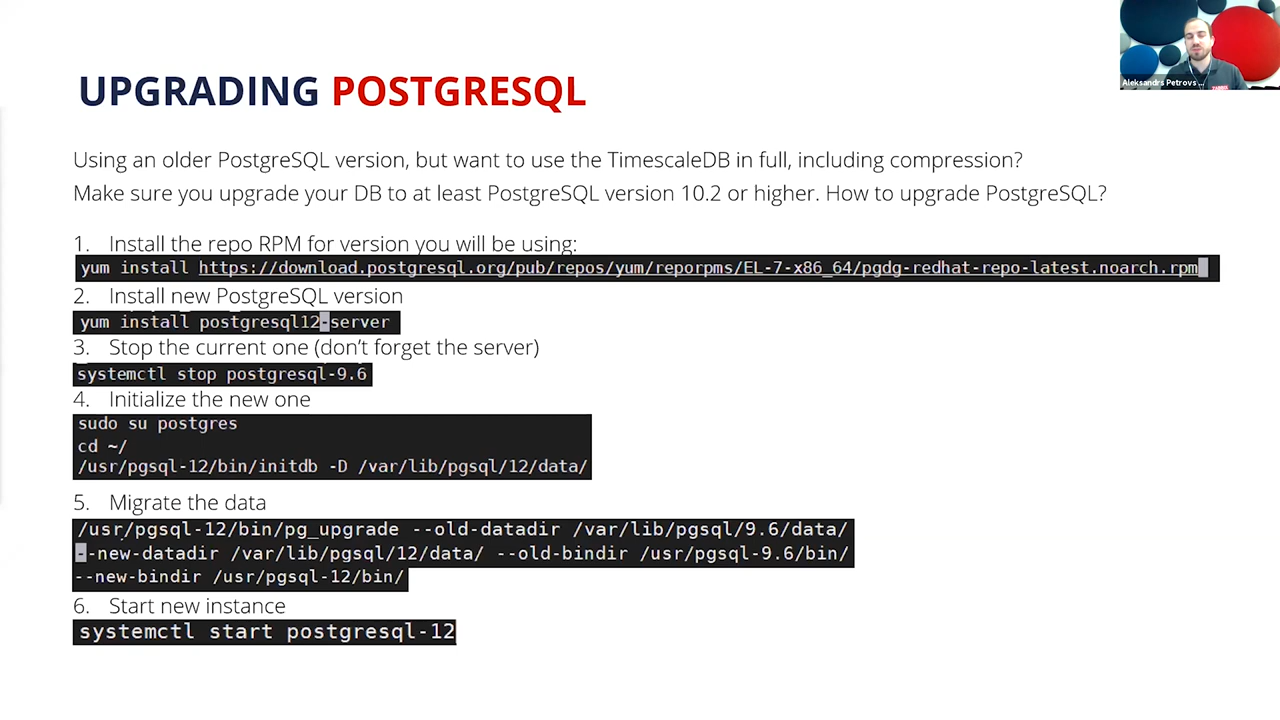 Aleksandrs Petrovs ...
UPGRADING POSTGRESQL
Using an older PostgreSQL version, but want to use the TimescaleDB in full, including compression?
Make sure you upgrade your DB to at least PostgreSQL version 10.2 or higher. How to upgrade PostgreSQL?
1. Install the repo RPM for version you will be using:
yum install https://download.postgresql.org/pub/repos/yum/reporpms/EL-7-x86_64/pgdg-redhat-repo-latest.noarch.rpm
2. Install new PostgreSQL version
yum install postgresql12-server
3. Stop the current one (don't forget the server)
systemctl stop postgresql-9.6
4. Initialize the new one
sudo su postgres
cd ~/
/usr/pgsql-12/bin/initdb -D /var/lib/pgsql/12/data/
5. Migrate the data
/usr/pgsql-12/bin/pg_upgrade --old-datadir /var/lib/pgsql/9.6/data/
--new-datadir /var/lib/pgsql/12/data/ --old-bindir /usr/pgsql-9.6/bin/
--new-bindir /usr/pgsql-12/bin/
6. Start new instance
systemctl start postgresql-12